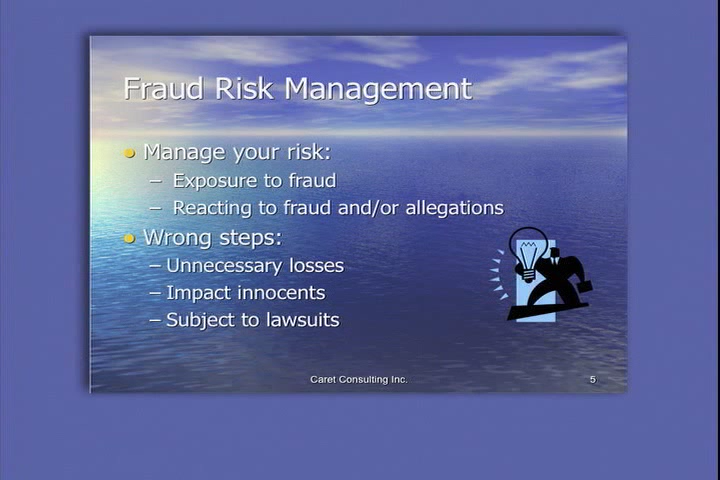 Fraud Risk Management
• Manage your risk:
– Exposure to fraud
– Reacting to fraud and/or allegations
• Wrong steps:
– Unnecessary losses
– Impact innocents
– Subject to lawsuits
Caret Consulting Inc.
5